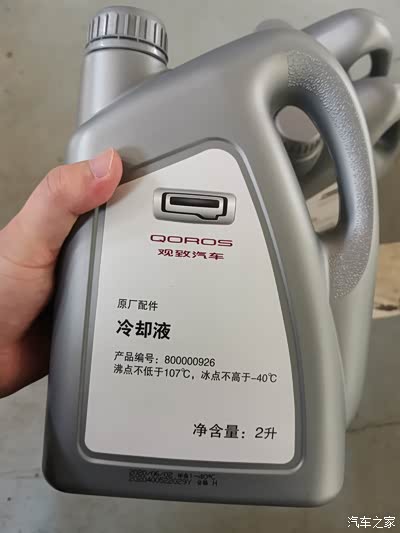 QOROS
观致汽车
原厂配件
冷却液
产品编号：800000926
沸点不低于107℃，冰点不高于-40℃
净含量：2升
汽车之家